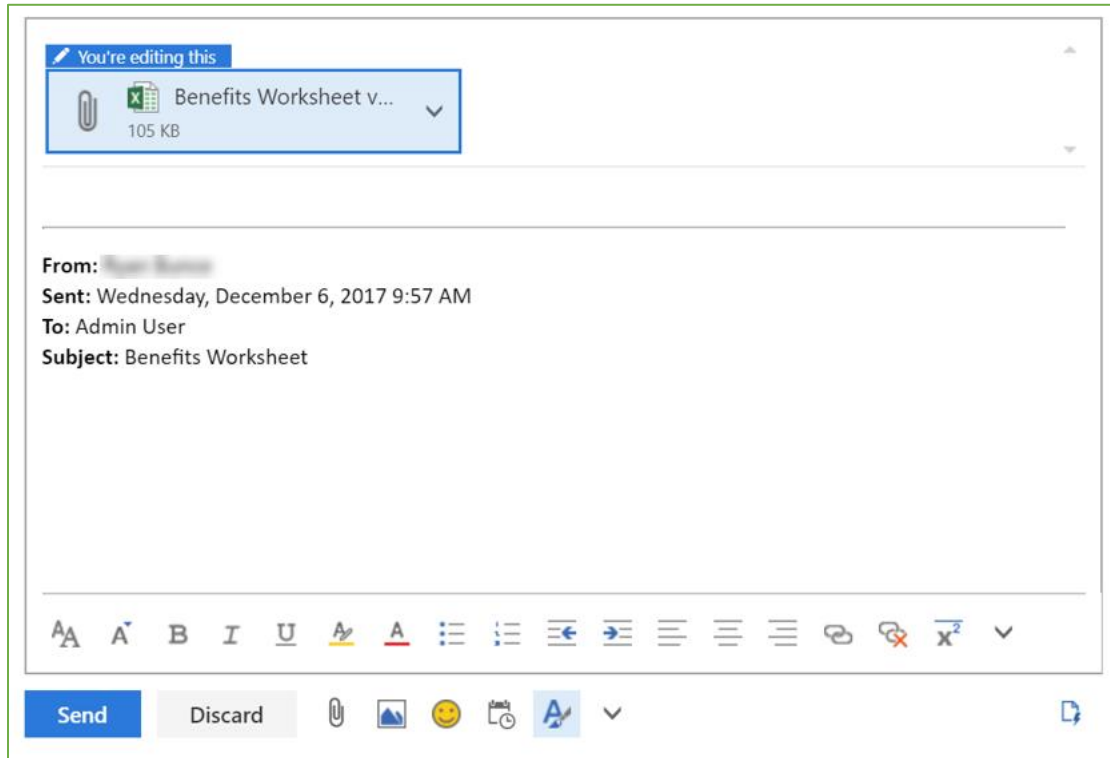 You're editing this
Benefits Worksheet v...
105 KB
From:
Sent: Wednesday, December 6, 2017 9:57 AM
To: Admin User
Subject: Benefits Worksheet
Send Discard